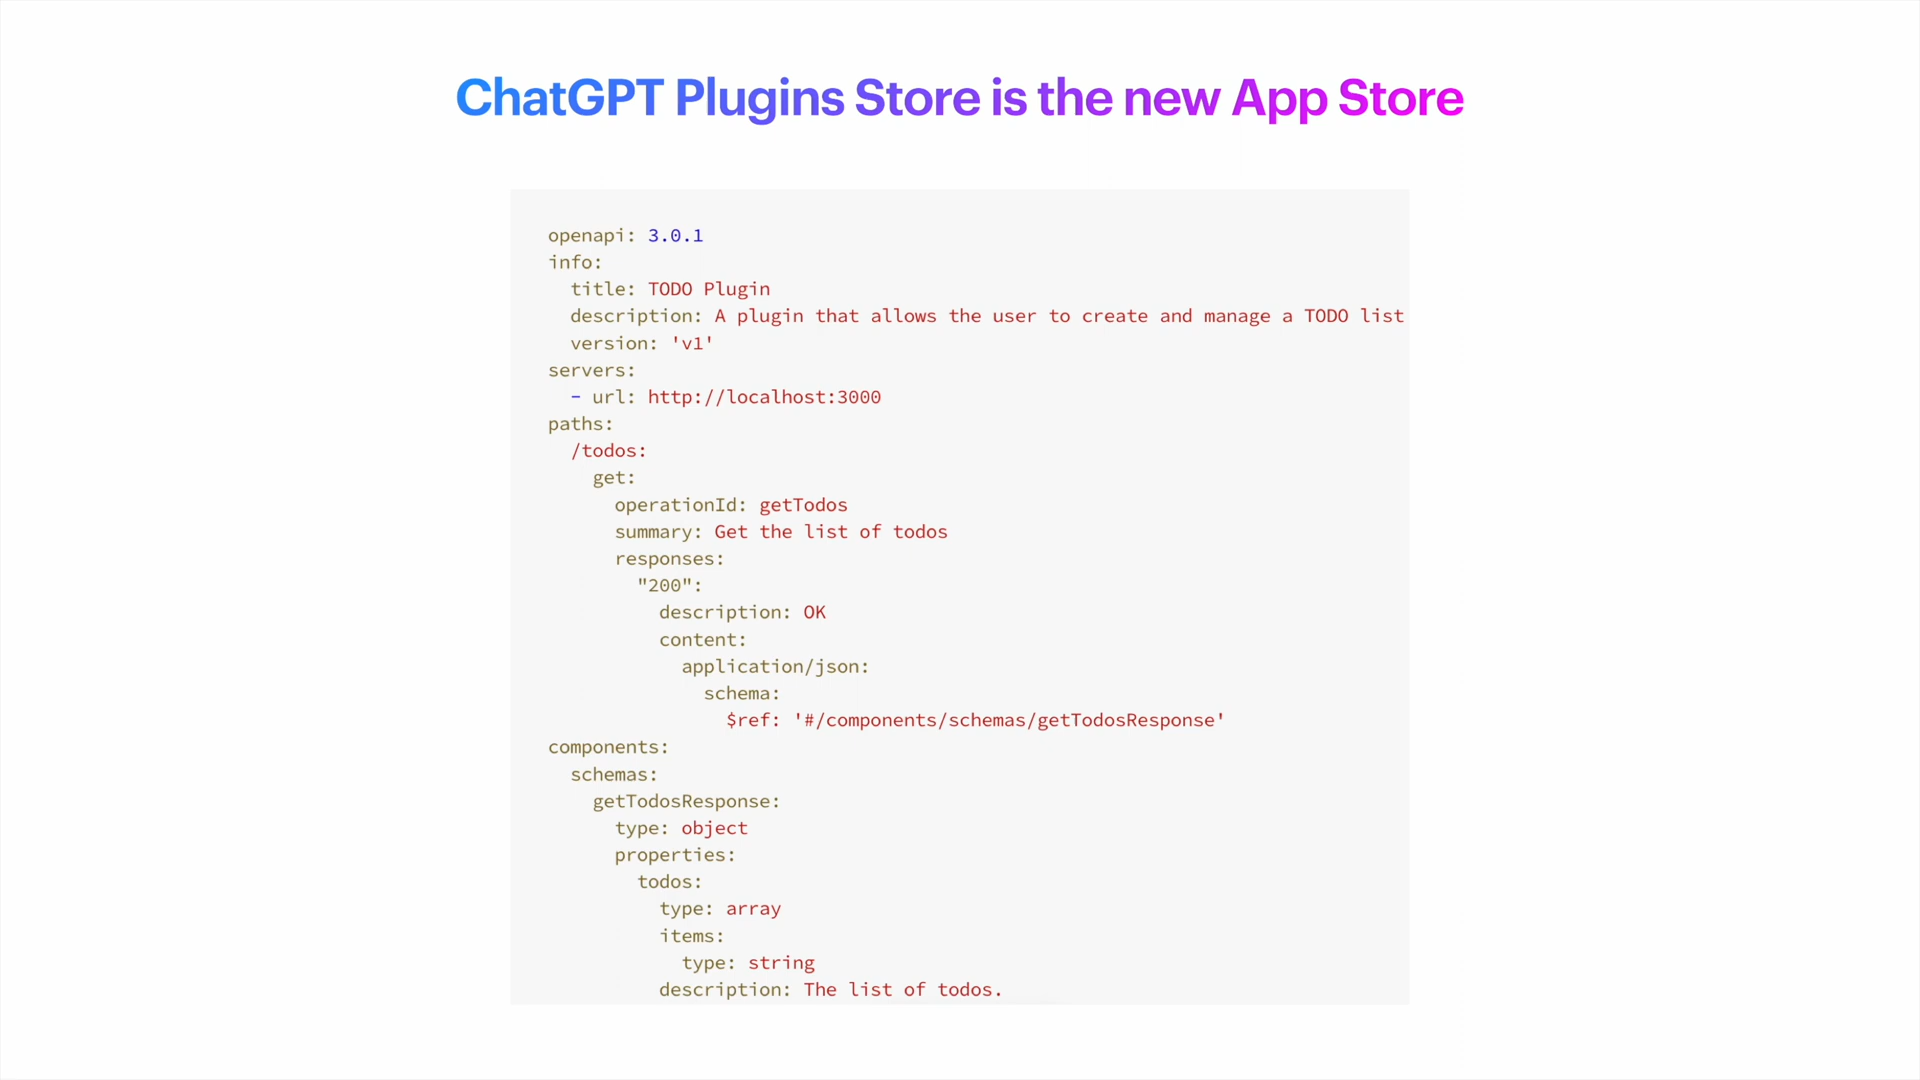 ChatGPT Plugins Store is the new App Store
openapi: 3.0.1
info:
  title: TODO Plugin
  description: A plugin that allows the user to create and manage a TODO list
  version: 'v1'
servers:
  - url: http://localhost:3000
paths:
  /todos:
    get:
      operationId: getTodos
      summary: Get the list of todos
      responses:
        "200":
          description: OK
          content:
            application/json:
              schema:
                $ref: '#/components/schemas/getTodosResponse'
components:
  schemas:
    getTodosResponse:
      type: object
      properties:
        todos:
          type: array
          items:
            type: string
          description: The list of todos.